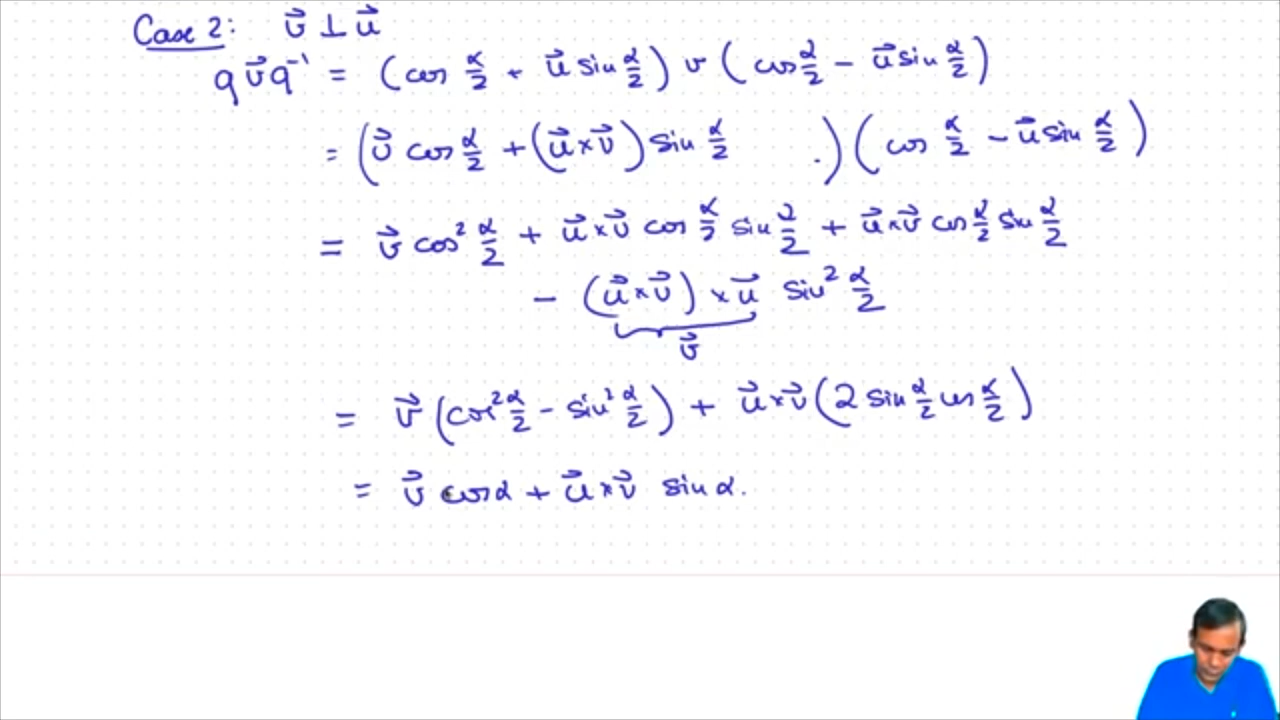 Case 2: v⃗ ⊥ u⃗
q v⃗ q⁻¹ = (cos α/2 + u⃗ sin α/2) v (cos α/2 − u⃗ sin α/2)
= (v⃗ cos α/2 + (u⃗ × v⃗) sin α/2 .) (cos α/2 − u⃗ sin α/2)
= v⃗ cos² α/2 + u⃗ × v⃗ cos α/2 sin α/2 + u⃗ × v⃗ cos α/2 sin α/2
− (u⃗ × v⃗) × u⃗ sin² α/2
v⃗
= v⃗ (cos² α/2 − sin² α/2) + u⃗ × v⃗ (2 sin α/2 cos α/2)
= v⃗ cos α + u⃗ × v⃗ sin α.